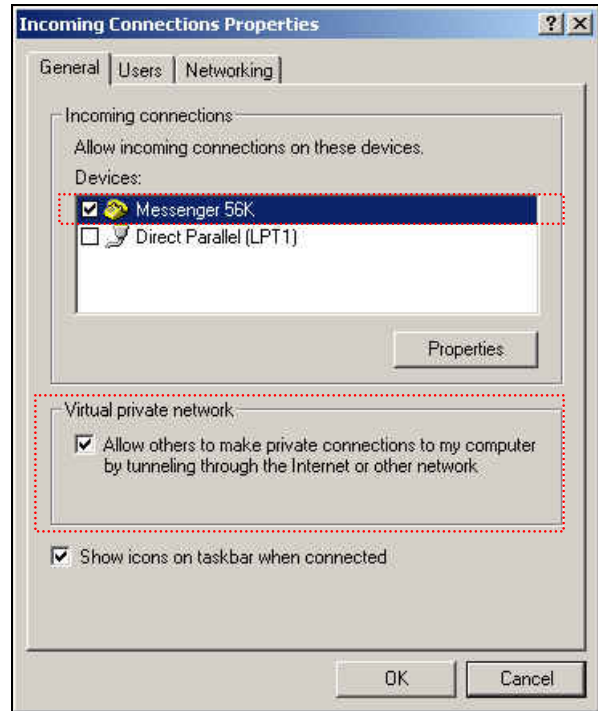 Incoming Connections Properties
General
Users
Networking
Incoming connections
Allow incoming connections on these devices.
Devices:
Messenger 56K
Direct Parallel (LPT1)
Properties
Virtual private network
Allow others to make private connections to my computer
by tunneling through the Internet or other network
Show icons on taskbar when connected
OK
Cancel